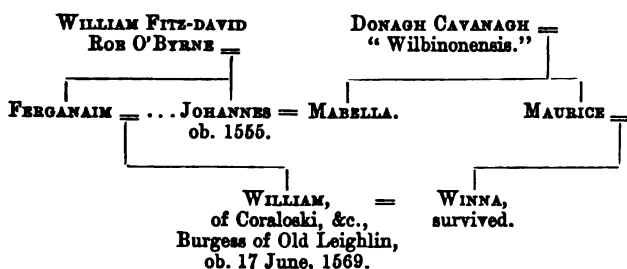 WILLIAM FITZ-DAVID
ROE O'BYRNE =
DONAGH CAVANAGH =
"Wilbinonensis."
FERGANAIM = ... JOHANNES = MABELLA.
ob. 1555.
MAURICE =
WILLIAM, = WINNA,
of Coraloski, &c., survived.
Burgess of Old Leighlin,
ob. 17 June, 1569.